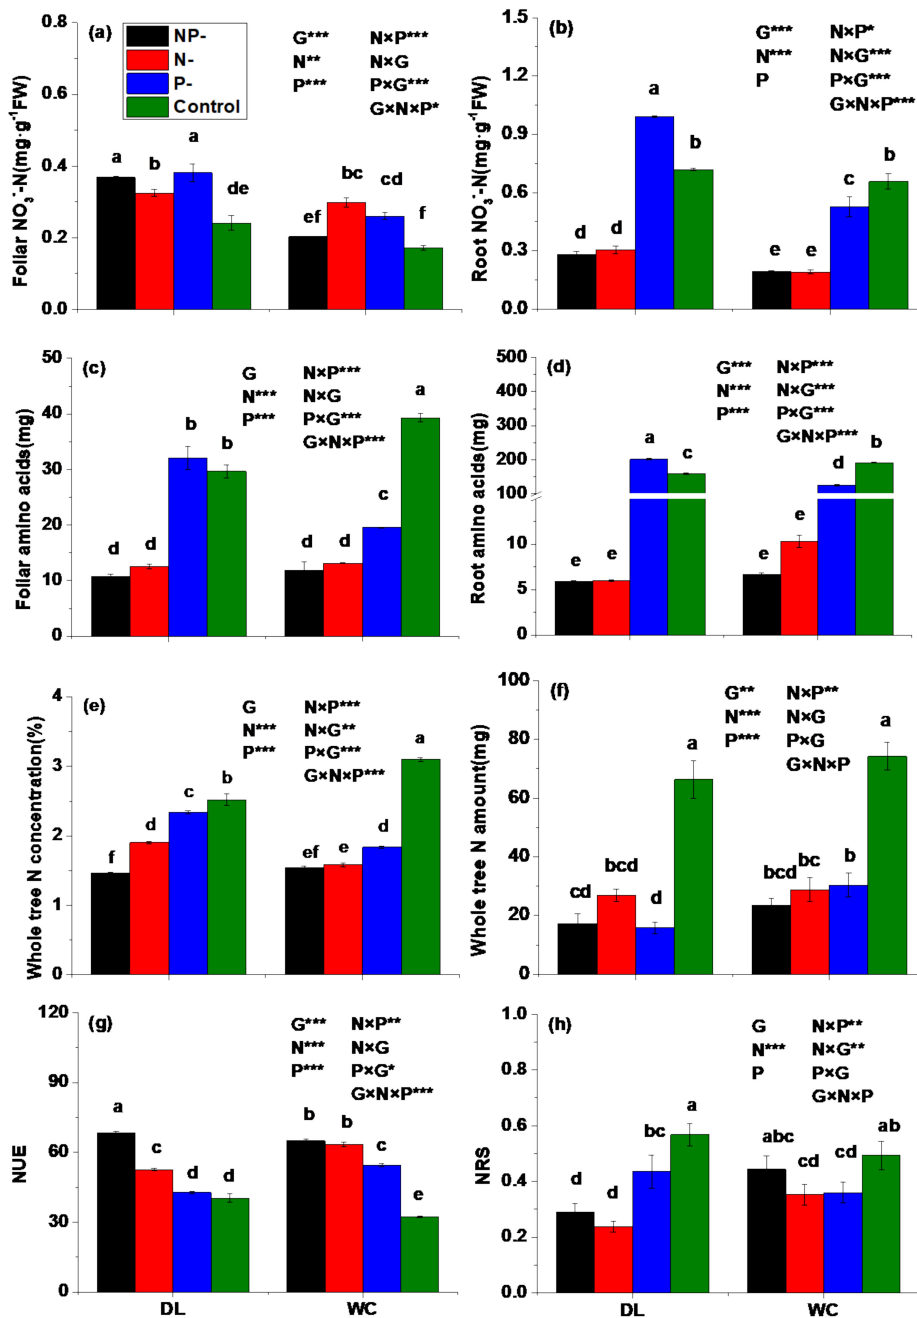 (a)
NP-
N-
P-
Control
G*** N×P***
N** N×G
P*** P×G***
G×N×P*
Foliar NO3--N(mg·g-1FW)
0.8
0.6
0.4
0.2
0.0
a b a de
ef bc cd f
(b)
G*** N×P*
N*** N×G***
P P×G***
G×N×P***
Root NO3--N(mg·g-1FW)
1.5
1.2
0.9
0.6
0.3
0.0
d d a b
e e c b
(c)
G N×P***
N*** N×G
P*** P×G***
G×N×P***
Foliar amino acids(mg)
50
40
30
20
10
0
d d b b
d d c a
(d)
G*** N×P***
N*** N×G***
P*** P×G***
G×N×P***
Root amino acids(mg)
500
400
300
200
100
10
5
0
e e a c
e e d b
(e)
G N×P***
N*** N×G**
P*** P×G***
G×N×P***
Whole tree N concentration(%)
4
3
2
1
0
f d c b
ef e d a
(f)
G** N×P**
N*** N×G
P*** P×G
G×N×P
Whole tree N amount(mg)
100
80
60
40
20
0
cd bcd d a
bcd bc b a
(g)
G*** N×P**
N*** N×G
P*** P×G*
G×N×P***
NUE
120
90
60
30
0
a c d d
b b c e
DL WC
(h)
G N×P**
N*** N×G**
P P×G
G×N×P
NRS
1.0
0.8
0.6
0.4
0.2
0.0
d d bc a
abc cd cd ab
DL WC